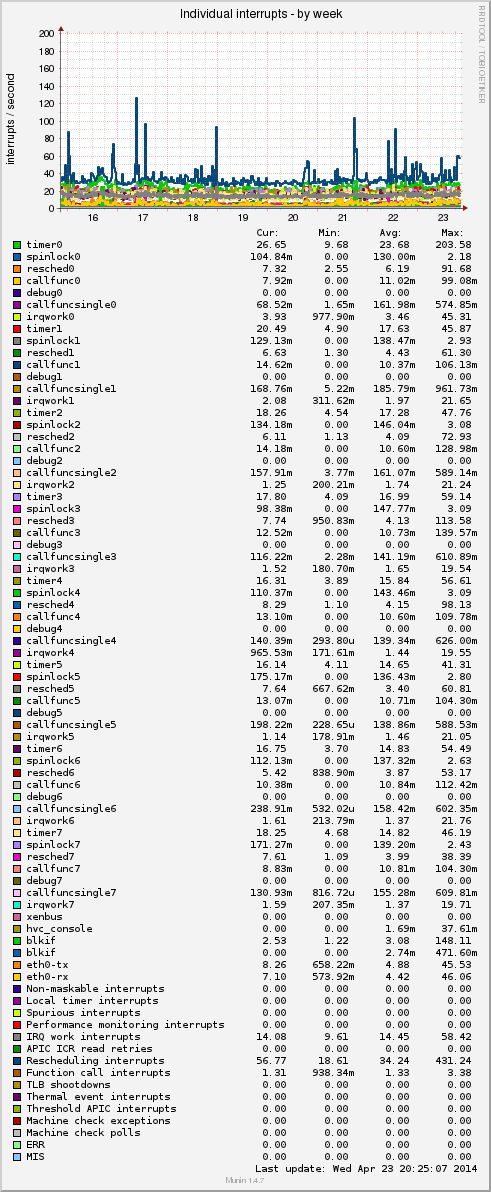 Individual interrupts - by week
RRDTOOL / TOBI OETIKER
interrupts / second
200
180
160
140
120
100
80
60
40
20
0
16 17 18 19 20 21 22 23
Cur: Min: Avg: Max:
timer0 26.65 9.68 23.68 203.58
spinlock0 104.84m 0.00 130.00m 2.18
resched0 7.32 2.55 6.19 91.68
callfunc0 7.92m 0.00 11.02m 99.08m
debug0 0.00 0.00 0.00 0.00
callfuncsingle0 68.52m 1.65m 161.98m 574.85m
irqwork0 3.93 977.90m 3.46 45.31
timer1 20.49 4.90 17.63 45.87
spinlock1 129.13m 0.00 138.47m 2.93
resched1 6.63 1.30 4.43 61.30
callfunc1 14.62m 0.00 10.37m 106.13m
debug1 0.00 0.00 0.00 0.00
callfuncsingle1 168.76m 5.22m 185.79m 961.73m
irqwork1 2.08 311.62m 1.97 21.65
timer2 18.26 4.54 17.28 47.76
spinlock2 134.18m 0.00 146.04m 3.08
resched2 6.11 1.13 4.09 72.93
callfunc2 14.18m 0.00 10.60m 128.98m
debug2 0.00 0.00 0.00 0.00
callfuncsingle2 157.91m 3.77m 161.07m 589.14m
irqwork2 1.25 200.21m 1.74 21.24
timer3 17.80 4.09 16.99 59.14
spinlock3 98.38m 0.00 147.77m 3.09
resched3 7.74 950.83m 4.13 113.58
callfunc3 12.52m 0.00 10.73m 139.57m
debug3 0.00 0.00 0.00 0.00
callfuncsingle3 116.22m 2.28m 141.19m 610.89m
irqwork3 1.52 180.70m 1.65 19.54
timer4 16.31 3.89 15.84 56.61
spinlock4 110.37m 0.00 143.46m 3.09
resched4 8.29 1.10 4.15 98.13
callfunc4 13.10m 0.00 10.60m 109.78m
debug4 0.00 0.00 0.00 0.00
callfuncsingle4 140.39m 293.80u 139.34m 626.00m
irqwork4 965.53m 171.61m 1.44 19.55
timer5 16.14 4.11 14.65 41.31
spinlock5 175.17m 0.00 136.43m 2.80
resched5 7.64 667.62m 3.40 60.81
callfunc5 13.07m 0.00 10.71m 104.30m
debug5 0.00 0.00 0.00 0.00
callfuncsingle5 198.22m 228.65u 138.86m 588.53m
irqwork5 1.14 178.91m 1.46 21.05
timer6 16.75 3.70 14.83 54.49
spinlock6 112.13m 0.00 137.32m 2.63
resched6 5.42 838.90m 3.87 53.17
callfunc6 10.38m 0.00 10.84m 112.42m
debug6 0.00 0.00 0.00 0.00
callfuncsingle6 238.91m 532.02u 158.42m 602.35m
irqwork6 1.61 213.79m 1.37 21.76
timer7 18.25 4.68 14.82 46.19
spinlock7 171.27m 0.00 139.20m 2.43
resched7 7.61 1.09 3.99 38.39
callfunc7 8.83m 0.00 10.81m 104.30m
debug7 0.00 0.00 0.00 0.00
callfuncsingle7 130.93m 816.72u 155.28m 609.81m
irqwork7 1.59 207.35m 1.37 19.71
xenbus 0.00 0.00 0.00 0.00
hvc_console 0.00 0.00 1.69m 37.61m
blkif 2.53 1.22 3.08 148.11
blkif 0.00 0.00 2.74m 471.60m
eth0-tx 8.26 658.22m 4.88 45.53
eth0-rx 7.10 573.92m 4.42 46.06
Non-maskable interrupts 0.00 0.00 0.00 0.00
Local timer interrupts 0.00 0.00 0.00 0.00
Spurious interrupts 0.00 0.00 0.00 0.00
Performance monitoring interrupts 0.00 0.00 0.00 0.00
IRQ work interrupts 14.08 9.61 14.45 58.42
APIC ICR read retries 0.00 0.00 0.00 0.00
Rescheduling interrupts 56.77 18.61 34.24 431.24
Function call interrupts 1.31 938.34m 1.33 3.38
TLB shootdowns 0.00 0.00 0.00 0.00
Thermal event interrupts 0.00 0.00 0.00 0.00
Threshold APIC interrupts 0.00 0.00 0.00 0.00
Machine check exceptions 0.00 0.00 0.00 0.00
Machine check polls 0.00 0.00 0.00 0.00
ERR 0.00 0.00 0.00 0.00
MIS 0.00 0.00 0.00 0.00
Last update: Wed Apr 23 20:25:07 2014
Munin 1.4.7